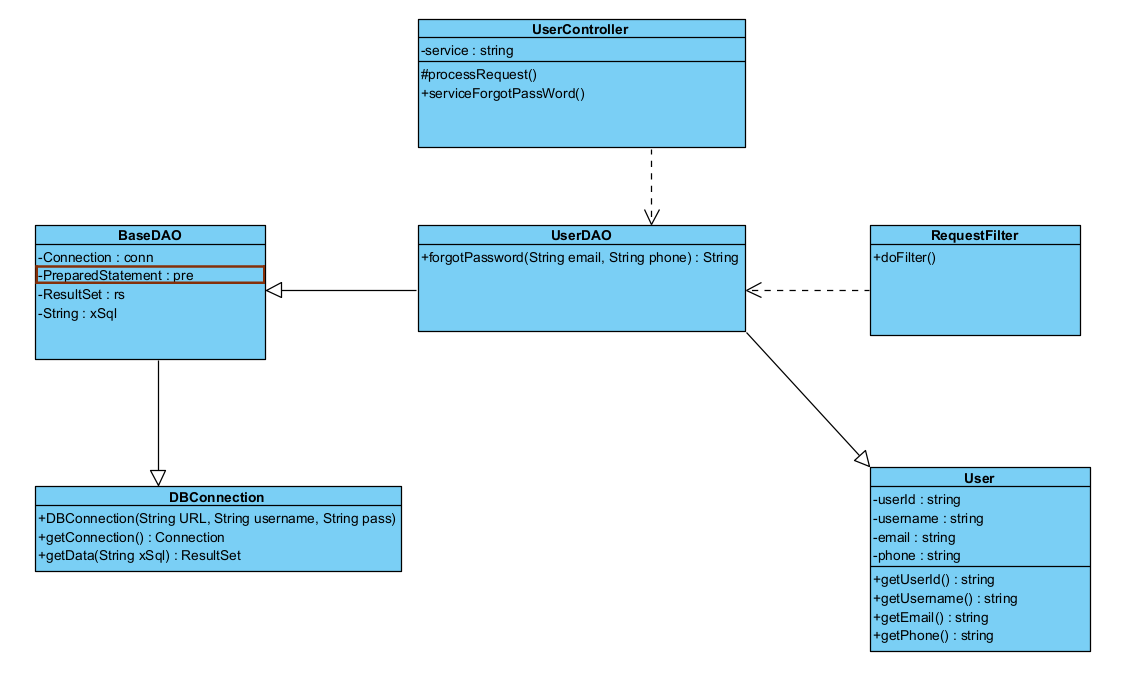 UserController
-service : string
#processRequest()
+serviceForgotPassWord()
BaseDAO
-Connection : conn
-PreparedStatement : pre
-ResultSet : rs
-String : xSql
UserDAO
+forgotPassword(String email, String phone) : String
RequestFilter
+doFilter()
DBConnection
+DBConnection(String URL, String username, String pass)
+getConnection() : Connection
+getData(String xSql) : ResultSet
User
-userId : string
-username : string
-email : string
-phone : string
+getUserId() : string
+getUsername() : string
+getEmail() : string
+getPhone() : string